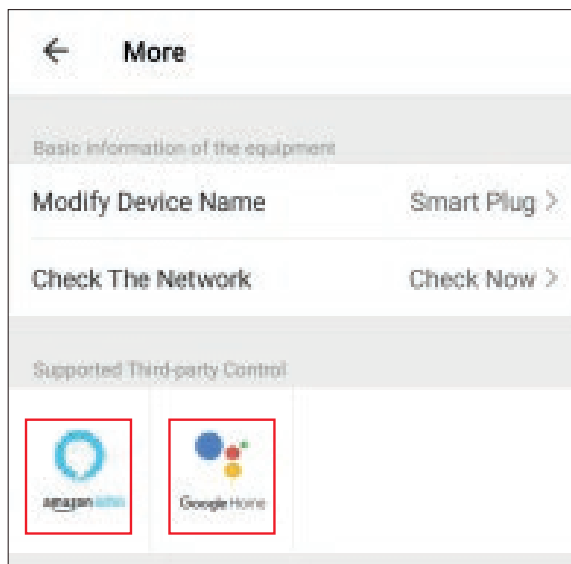 More
Basic information of the equipment
Modify Device Name Smart Plug >
Check The Network Check Now >
Supported Third-party Control
amazon echo Google Home